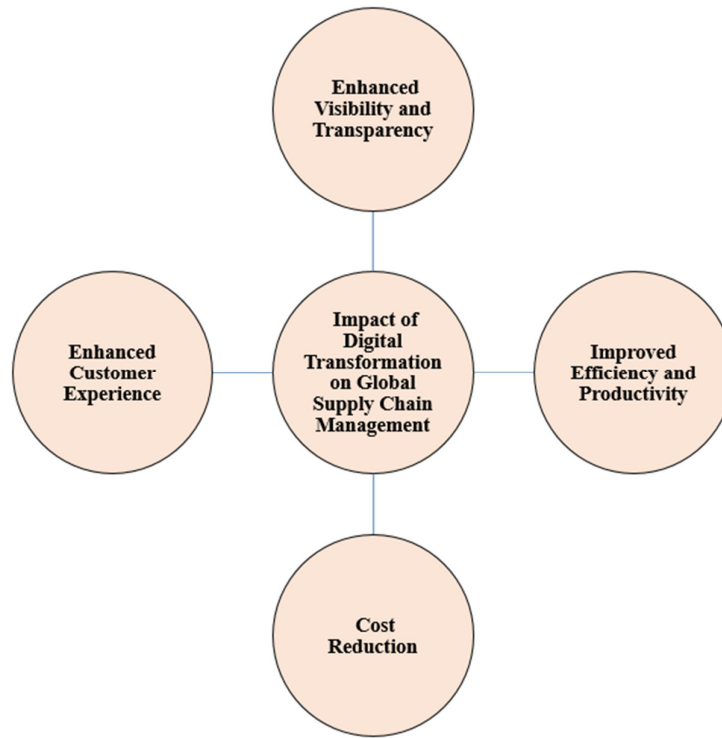 Enhanced
Visibility and
Transparency
Enhanced
Customer
Experience
Impact of
Digital
Transformation
on Global
Supply Chain
Management
Improved
Efficiency and
Productivity
Cost
Reduction